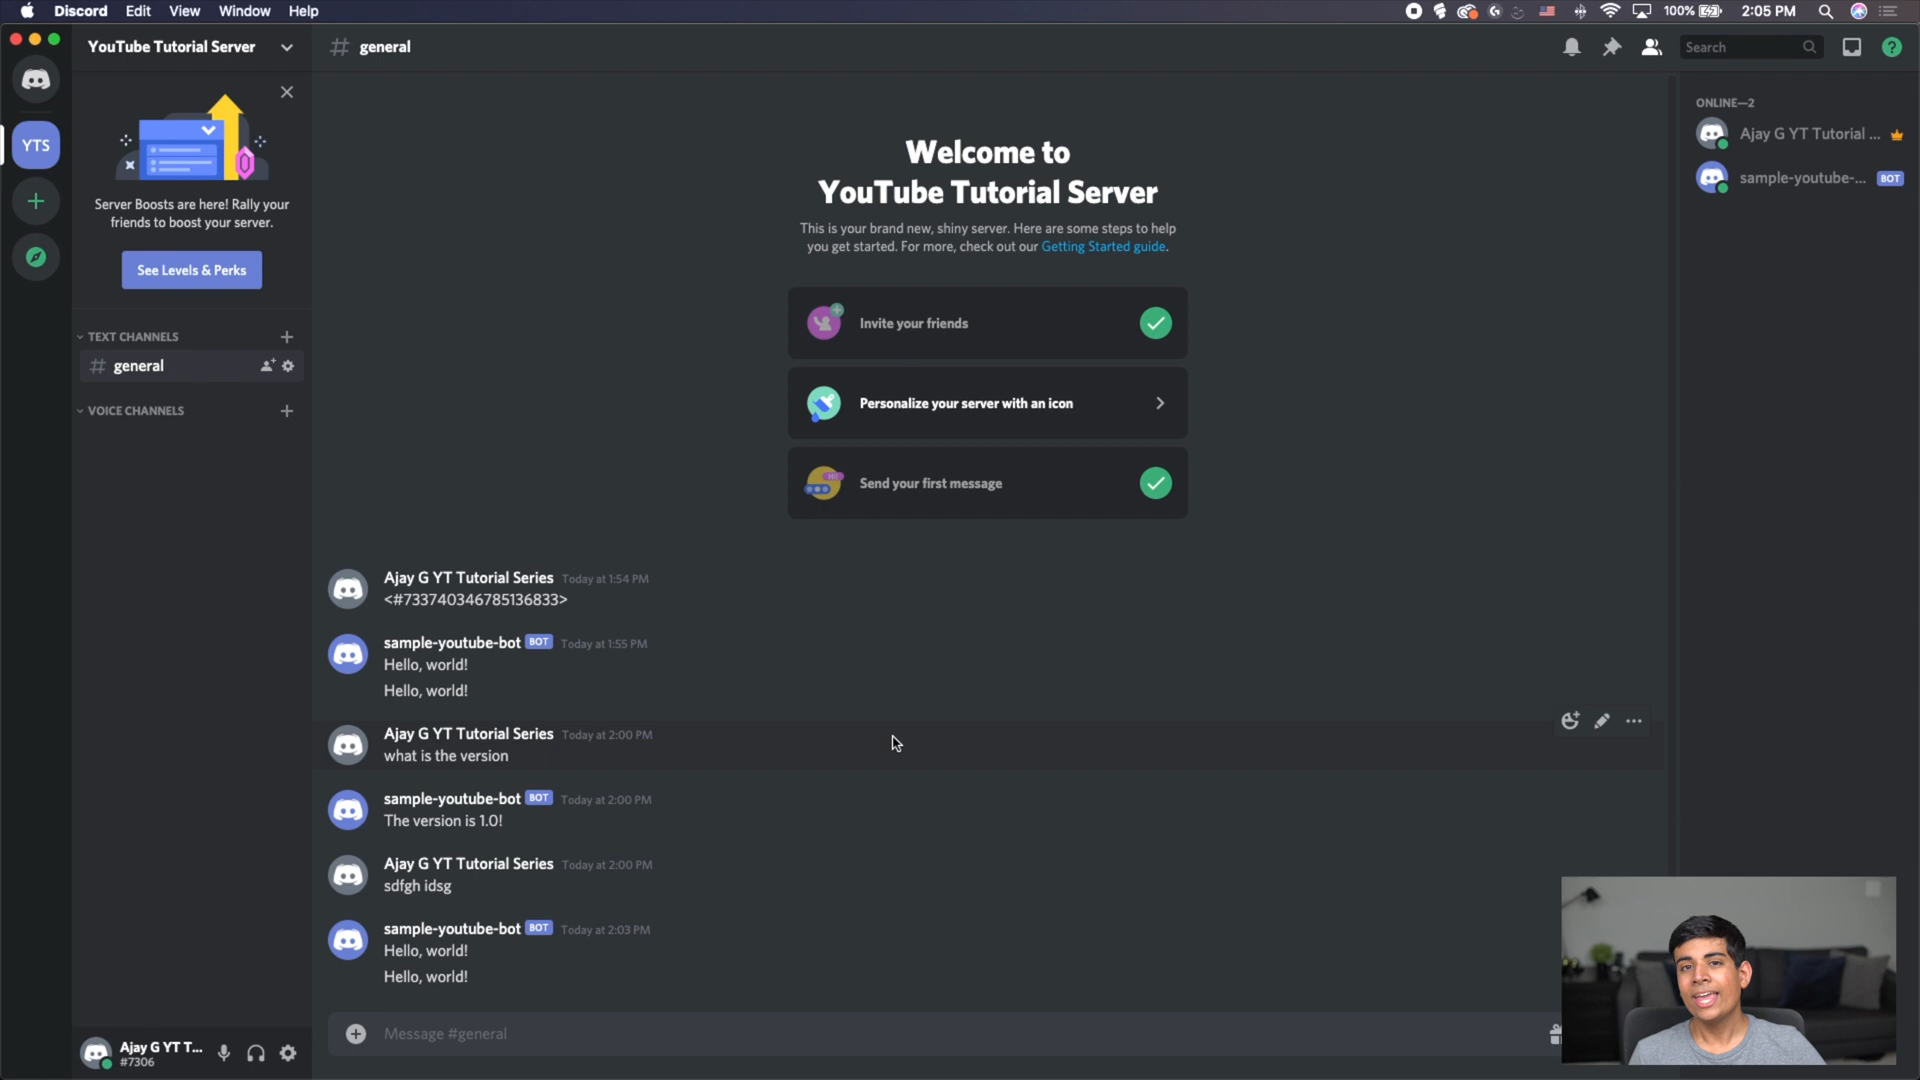 Discord Edit View Window Help
100% 2:05 PM
YouTube Tutorial Server
general
Search
YTS
Server Boosts are here! Rally your
friends to boost your server.
See Levels & Perks
TEXT CHANNELS
general
VOICE CHANNELS
Welcome to
YouTube Tutorial Server
This is your brand new, shiny server. Here are some steps to help
you get started. For more, check out our Getting Started guide.
Invite your friends
Personalize your server with an icon
Send your first message
Ajay G YT Tutorial Series Today at 1:54 PM
<#733740346785136833>
sample-youtube-bot BOT Today at 1:55 PM
Hello, world!
Hello, world!
Ajay G YT Tutorial Series Today at 2:00 PM
what is the version
sample-youtube-bot BOT Today at 2:00 PM
The version is 1.0!
Ajay G YT Tutorial Series Today at 2:00 PM
sdfgh idsg
sample-youtube-bot BOT Today at 2:03 PM
Hello, world!
Hello, world!
Message #general
Ajay G YT T...
#7306
ONLINE—2
Ajay G YT Tutorial ...
sample-youtube-... BOT